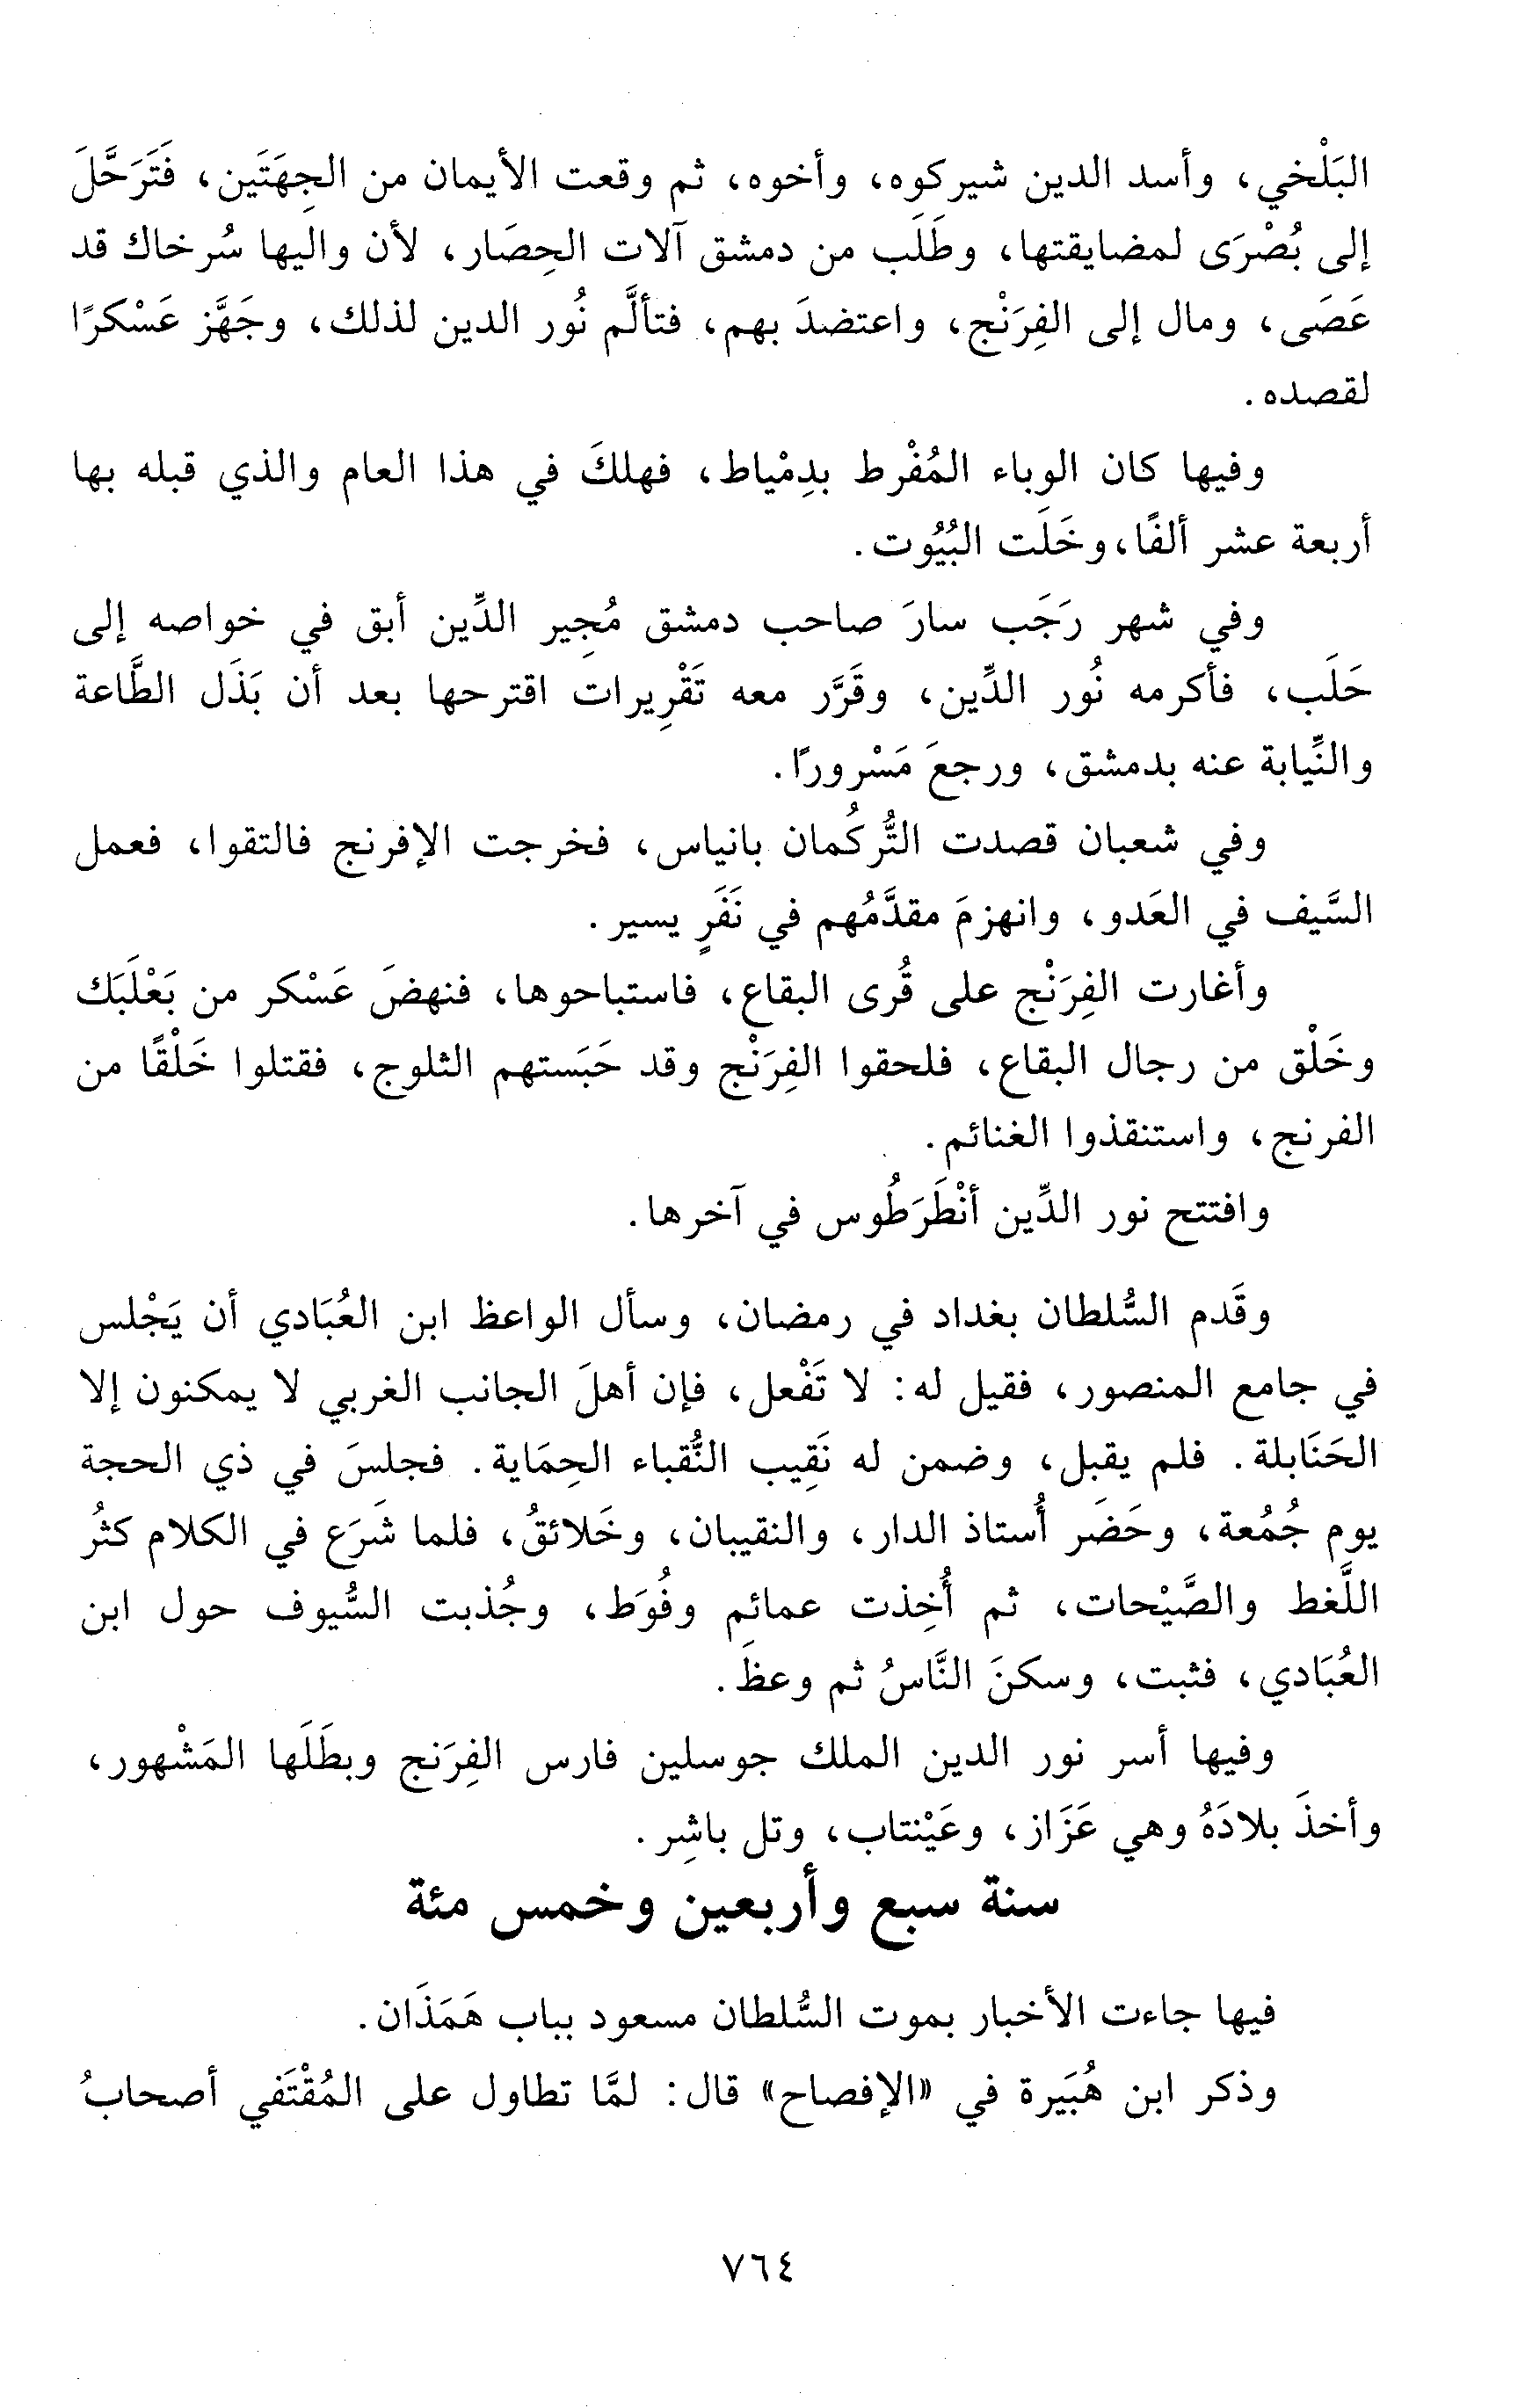 البَلْخي، وأسد الدين شيركوه، وأخوه، ثم وقعت الأيمان من الجِهَتَين، فَتَرَحَّلَ
إلى بُصْرَى لمضايقتها، وطَلَب من دمشق آلات الحِصَار، لأن واليها سُرخاك قد
عَصَى، ومال إلى الفِرَنْج، واعتضدَ بهم، فتألَّم نُور الدين لذلك، وجَهَّز عَسْكرًا
لقصده.
وفيها كان الوباء المُفْرط بدِمْياط، فهلكَ في هذا العام والذي قبله بها
أربعة عشر ألفًا، وخَلَت البُيُوت.
وفي شهر رَجَب سارَ صاحب دمشق مُجِير الدِّين أبق في خواصه إلى
حَلَب، فأكرمه نُور الدِّين، وقَرَّر معه تَقْرِيرات اقترحها بعد أن بَذَل الطَّاعة
والنِّيابة عنه بدمشق، ورجعَ مَسْرورًا.
وفي شعبان قصدت التُّركُمان بانياس، فخرجت الإفرنج فالتقوا، فعمل
السَّيف في العَدو، وانهزمَ مقدَّمُهم في نَفَرٍ يسير.
وأغارت الفِرَنْج على قُرى البقاع، فاستباحوها، فنهضَ عَسْكر من بَعْلَبَك
وخَلْق من رجال البقاع، فلحقوا الفِرَنْج وقد حَبَستهم الثلوج، فقتلوا خَلْقًا من
الفرنج، واستنقذوا الغنائم.
وافتتح نور الدِّين أنْطَرَطُوس في آخرها.
وقَدم السُّلطان بغداد في رمضان، وسأل الواعظ ابن العُبَادي أن يَجْلس
في جامع المنصور، فقيل له: لا تَفْعل، فإن أهلَ الجانب الغربي لا يمكنون إلا
الحَنَابلة. فلم يقبل، وضمن له نَقِيب النُّقباء الحِمَاية. فجلسَ في ذي الحجة
يوم جُمُعة، وحَضَر أُستاذ الدار، والنقيبان، وخَلائقُ، فلما شَرَع في الكلام كثُر
اللَّغط والصَّيْحات، ثم أُخِذت عمائم وفُوَط، وجُذبت السُّيوف حول ابن
العُبَادي، فثبت، وسكنَ النَّاسُ ثم وعظَ.
وفيها أسر نور الدين الملك جوسلين فارس الفِرَنج وبطَلَها المَشْهور،
وأخذَ بلادَهُ وهي عَزَاز، وعَيْنتاب، وتل باشِر.
سنة سبع وأربعين وخمس مئة
فيها جاءت الأخبار بموت السُّلطان مسعود بباب هَمَذَان.
وذكر ابن هُبَيرة في «الإفصاح» قال: لمَّا تطاول على المُقْتَفي أصحابُ
٧٦٤